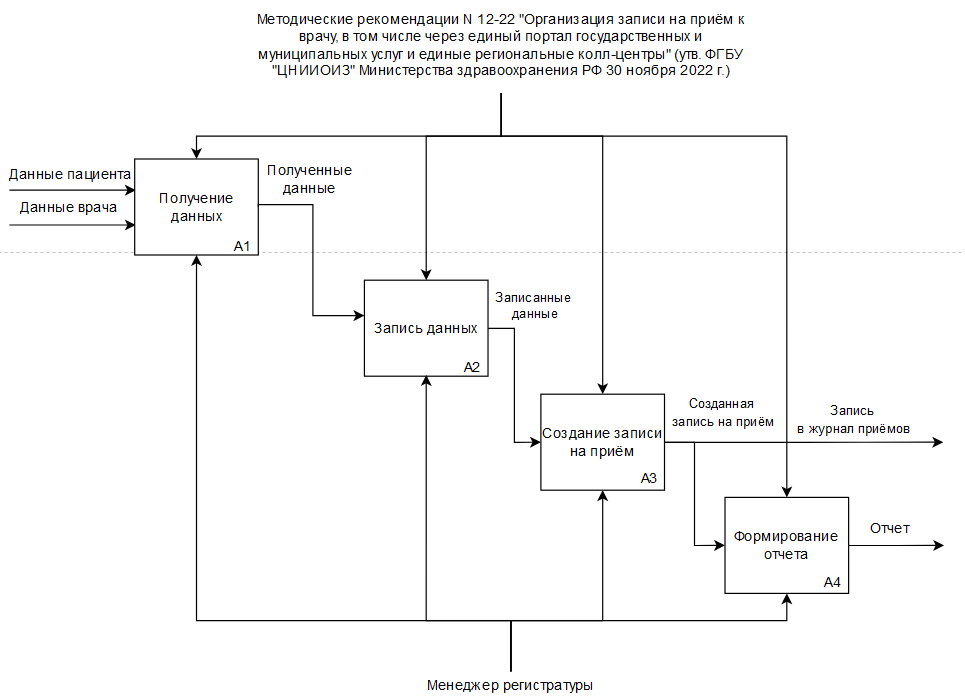 Методические рекомендации N 12-22 "Организация записи на приём к
врачу, в том числе через единый портал государственных и
муниципальных услуг и единые региональные колл-центры" (утв. ФГБУ
"ЦНИИОИЗ" Министерства здравоохранения РФ 30 ноября 2022 г.)
Данные пациента
Данные врача
Получение
данных
A1
Полученные
данные
Запись данных
A2
Записанные
данные
Создание записи
на приём
A3
Созданная
запись на приём
Запись
в журнал приёмов
Формирование
отчета
A4
Отчет
Менеджер регистратуры